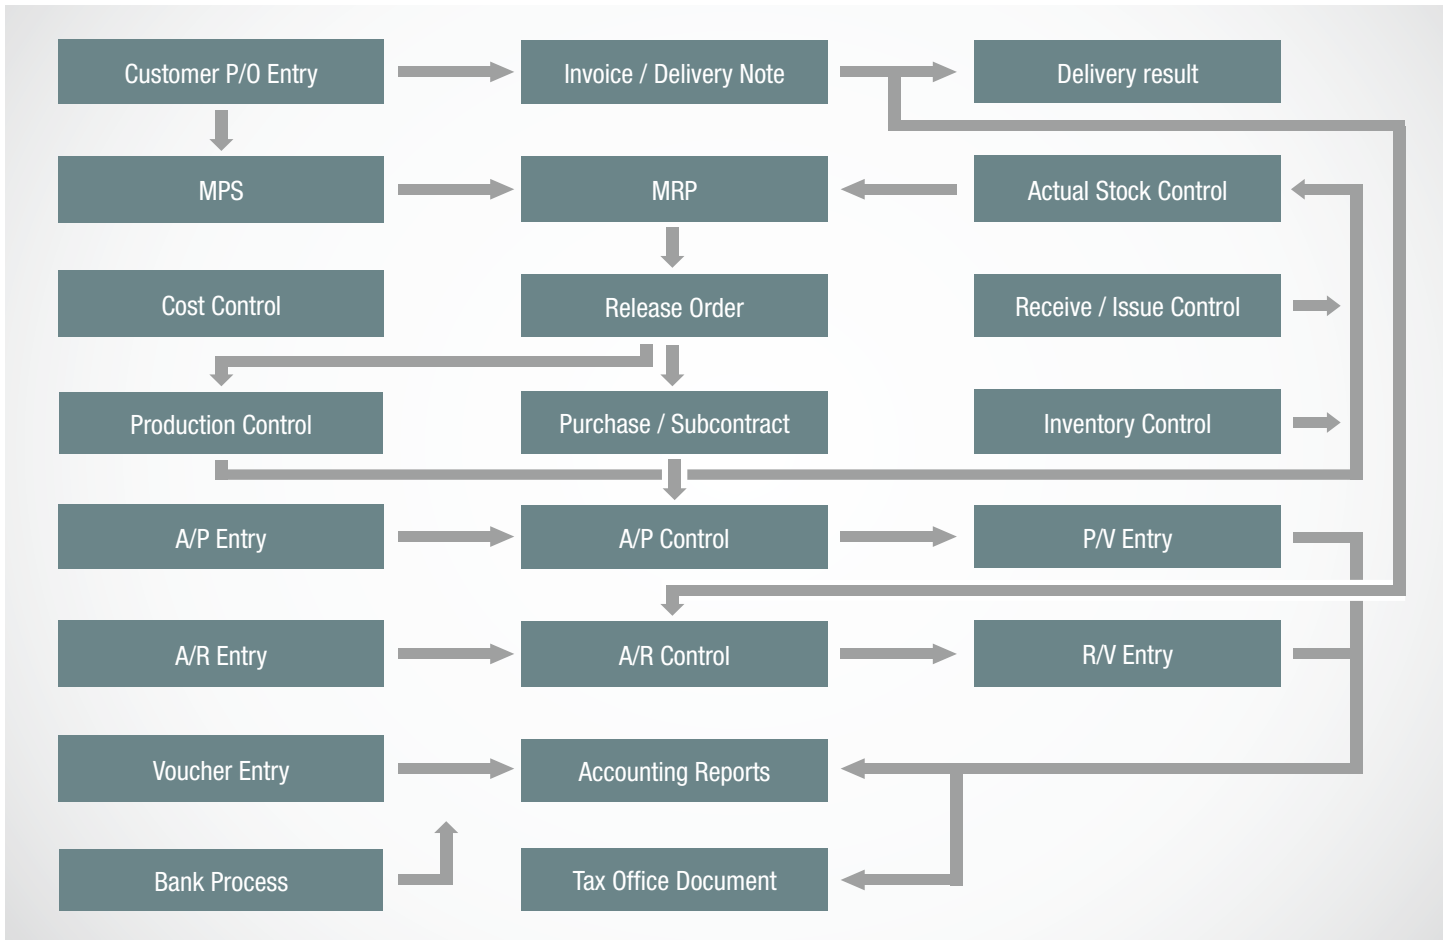 Customer P/O Entry
Invoice / Delivery Note
Delivery result
MPS
MRP
Actual Stock Control
Cost Control
Release Order
Receive / Issue Control
Production Control
Purchase / Subcontract
Inventory Control
A/P Entry
A/P Control
P/V Entry
A/R Entry
A/R Control
R/V Entry
Voucher Entry
Accounting Reports
Bank Process
Tax Office Document